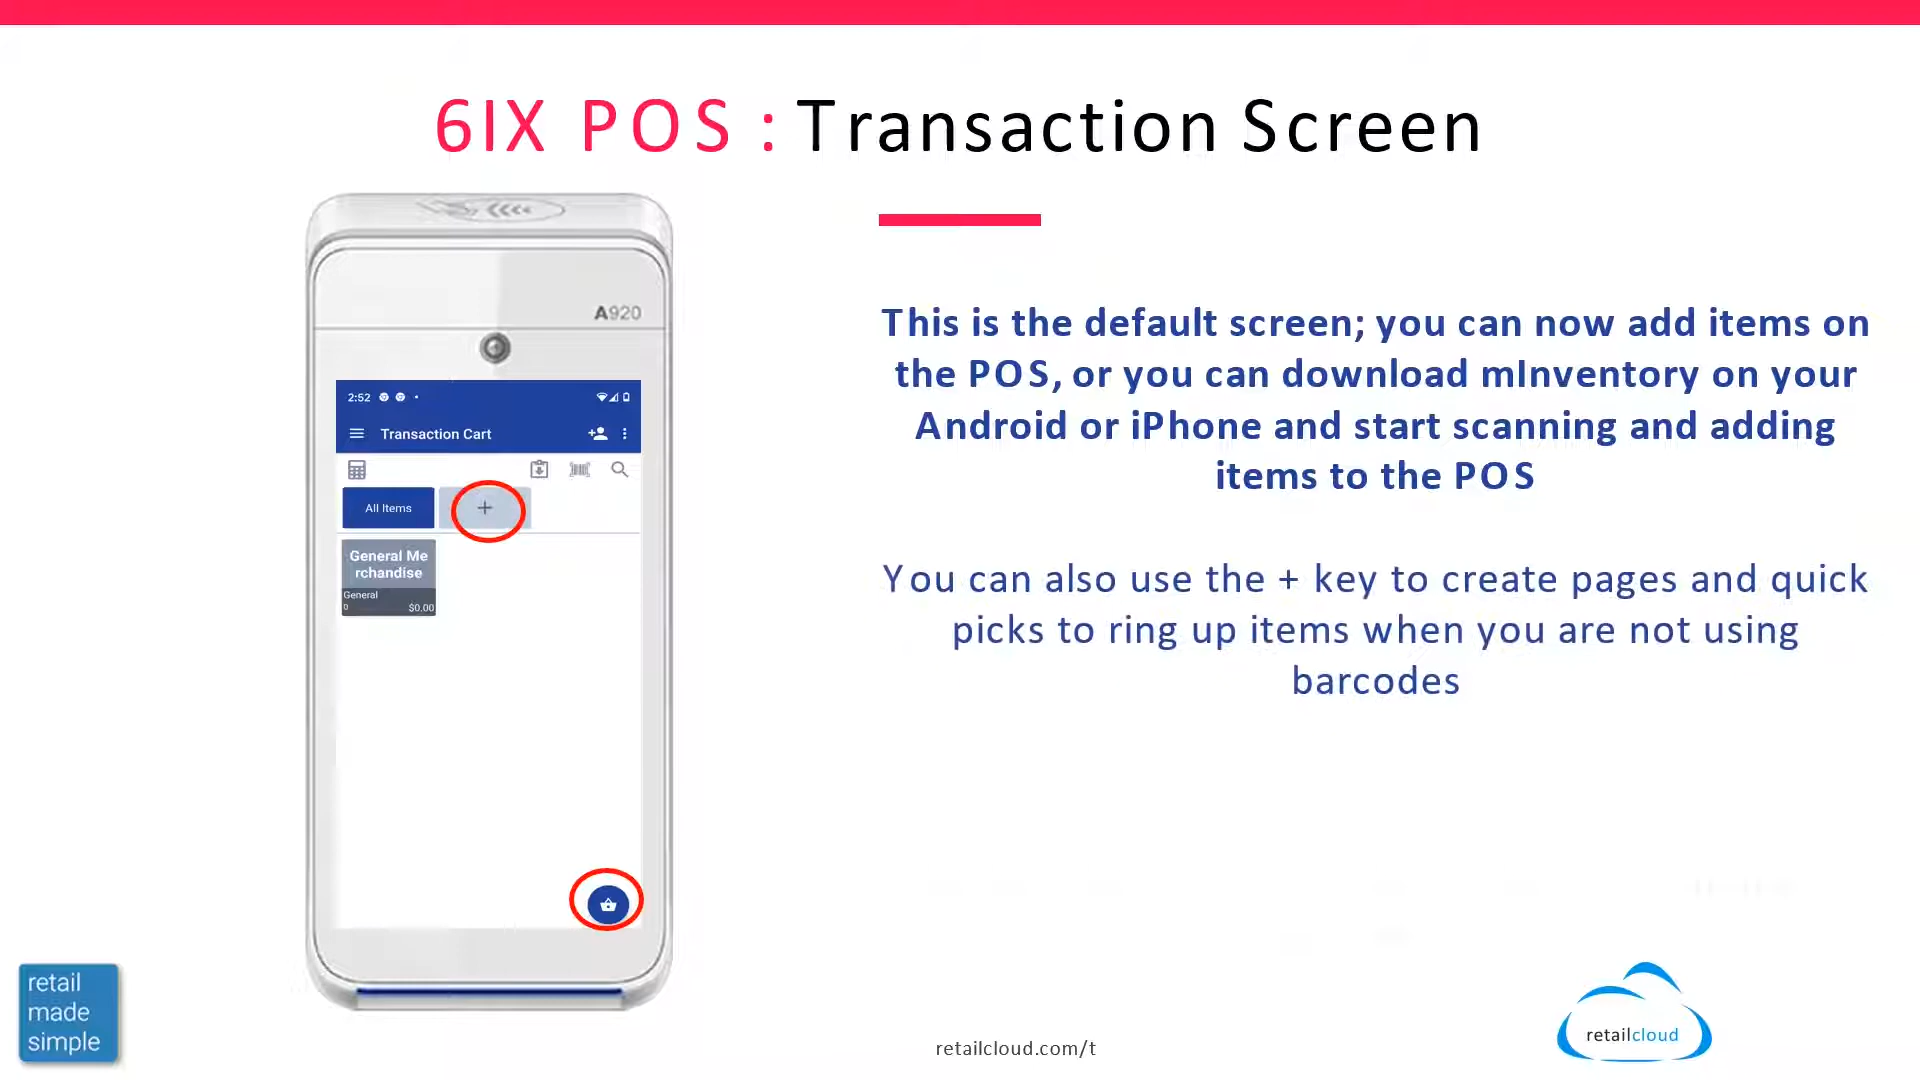 6IX POS : Transaction Screen
A920
2:52
Transaction Cart
All Items
+
General Me
rchandise
General
0 $0.00
This is the default screen; you can now add items on
the POS, or you can download mInventory on your
Android or iPhone and start scanning and adding
items to the POS
You can also use the + key to create pages and quick
picks to ring up items when you are not using
barcodes
retail
made
simple
retailcloud.com/t
retailcloud